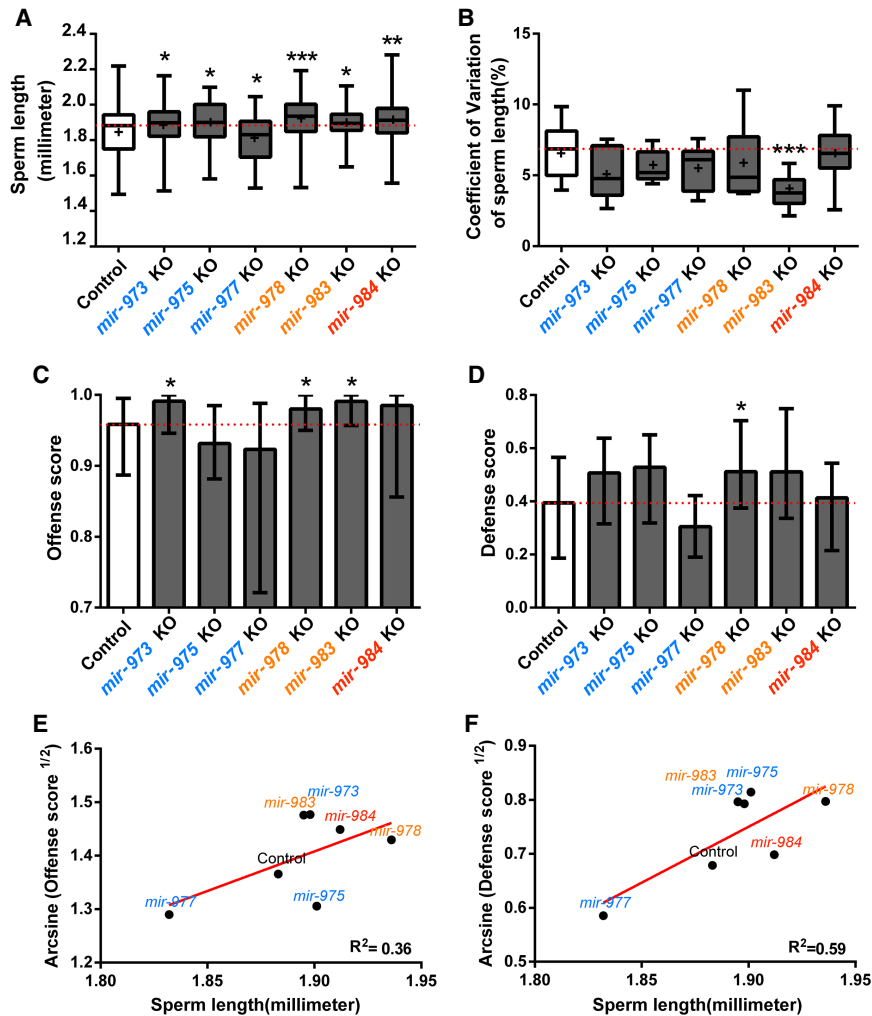 A
Sperm length
(millimeter)
2.4
2.2
2.0
1.8
1.6
1.4
1.2
*
*
*
***
*
**
Control
mir-973 KO
mir-975 KO
mir-977 KO
mir-978 KO
mir-983 KO
mir-984 KO
B
Coefficient of Variation
of sperm length(%)
15
10
5
0
***
Control
mir-973 KO
mir-975 KO
mir-977 KO
mir-978 KO
mir-983 KO
mir-984 KO
C
Offense score
1.0
0.9
0.8
0.7
*
*
*
Control
mir-973 KO
mir-975 KO
mir-977 KO
mir-978 KO
mir-983 KO
mir-984 KO
D
Defense score
0.8
0.6
0.4
0.2
0.0
*
Control
mir-973 KO
mir-975 KO
mir-977 KO
mir-978 KO
mir-983 KO
mir-984 KO
E
Arcsine (Offense score 1/2)
1.6
1.5
1.4
1.3
1.2
mir-973
mir-983
mir-984
mir-978
Control
mir-975
mir-977
R2= 0.36
1.80
1.85
1.90
1.95
Sperm length(millimeter)
F
Arcsine (Defense score 1/2)
0.9
0.8
0.7
0.6
0.5
mir-983
mir-975
mir-973
mir-978
Control
mir-984
mir-977
R2=0.59
1.80
1.85
1.90
1.95
Sperm length(millimeter)